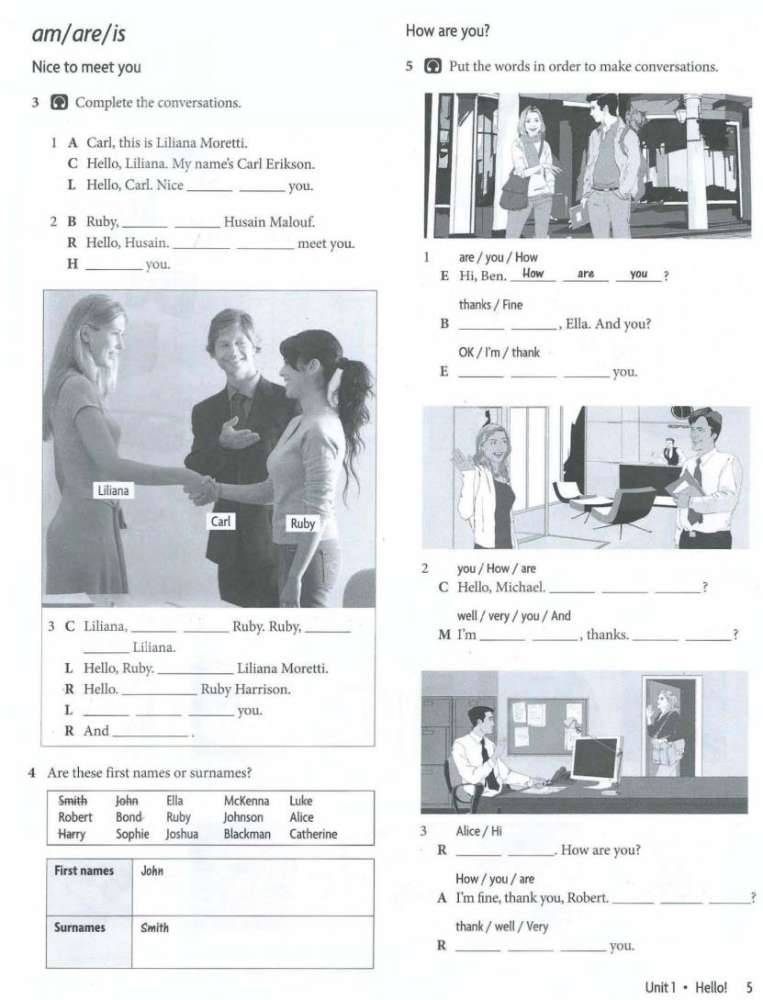 am/are/is
Nice to meet you
3 Complete the conversations.
1 A Carl, this is Liliana Moretti.
C Hello, Liliana. My name's Carl Erikson.
L Hello, Carl. Nice ______ ______ you.
2 B Ruby, ______ ______ Husain Malouf.
R Hello, Husain. ______ ______ meet you.
H ______ you.
Liliana
Carl
Ruby
3 C Liliana, ______ ______ Ruby. Ruby, ______
______ Liliana.
L Hello, Ruby. ______ Liliana Moretti.
R Hello. ______ Ruby Harrison.
L ______ ______ ______ you.
R And ______ .
4 Are these first names or surnames?
Smith John Ella McKenna Luke
Robert Bond Ruby Johnson Alice
Harry Sophie Joshua Blackman Catherine
First names John
Surnames Smith
How are you?
5 Put the words in order to make conversations.
1 are / you / How
E Hi, Ben. How are you ?
thanks / Fine
B ______ ______ , Ella. And you?
OK / I'm / thank
E ______ ______ ______ you.
RECEPTION
2 you / How / are
C Hello, Michael. ______ ______ ______ ?
well / very / you / And
M I'm ______ ______ , thanks. ______ ______ ?
3 Alice / Hi
R ______ ______ . How are you?
How / you / are
A I'm fine, thank you, Robert. ______ ______ ______ ?
thank / well / Very
R ______ ______ ______ you.
Unit 1 • Hello! 5